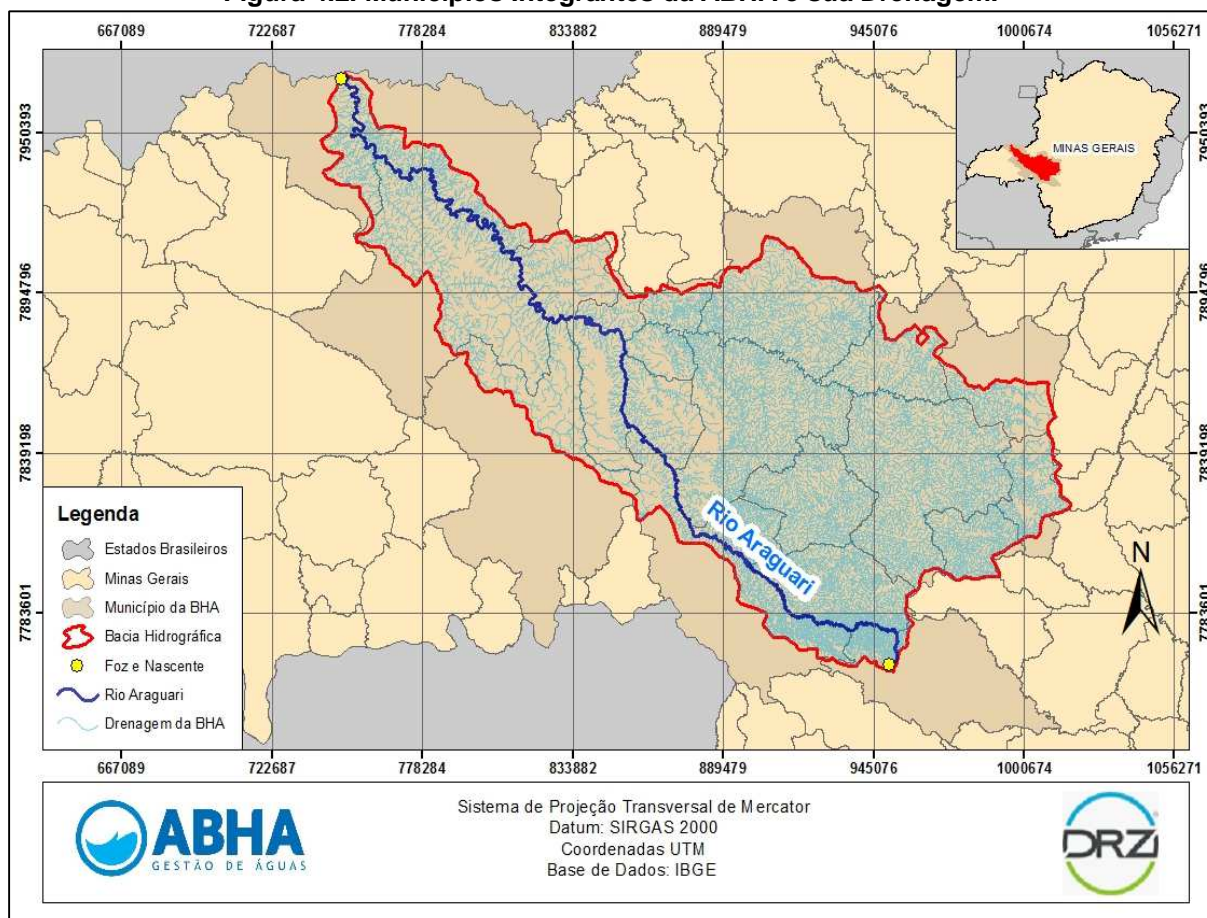 Figura 4.2. Municípios Integrantes da ABHA e sua Drenagem.
667089 722687 778284 833882 889479 945076 1000674 1056271
7950393 7950393
MINAS GERAIS
7894796 7894796
7839198 7839198
Rio Araguari
7783601 7783601
N
Legenda
Estados Brasileiros
Minas Gerais
Município da BHA
Bacia Hidrográfica
Foz e Nascente
Rio Araguari
Drenagem da BHA
667089 722687 778284 833882 889479 945076 1000674 1056271
ABHA
GESTÃO DE ÁGUAS
Sistema de Projeção Transversal de Mercator
Datum: SIRGAS 2000
Coordenadas UTM
Base de Dados: IBGE
DRZ